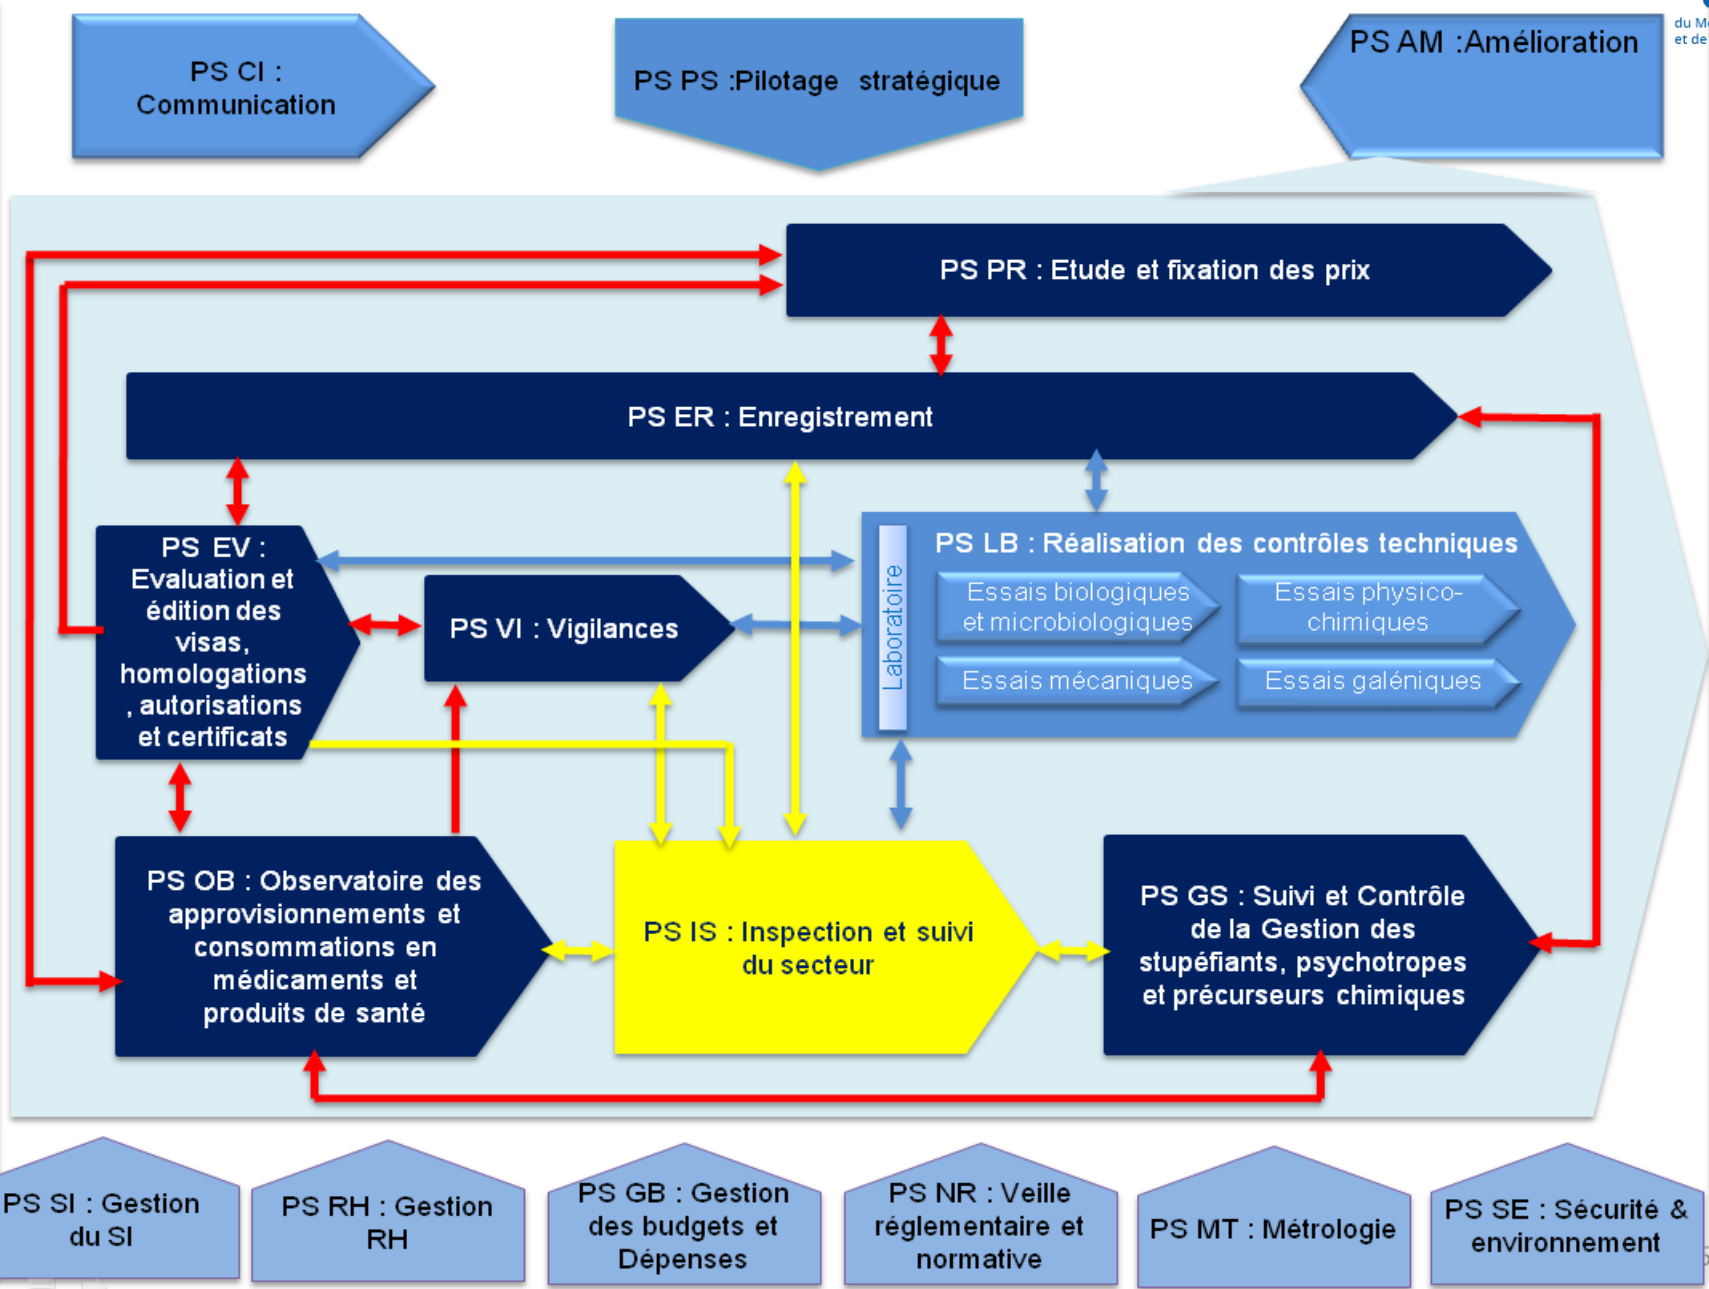 du M
et de
PS CI :
Communication
PS PS :Pilotage stratégique
PS AM :Amélioration
PS PR : Etude et fixation des prix
PS ER : Enregistrement
PS EV :
Evaluation et
édition des
visas,
homologations
, autorisations
et certificats
PS VI : Vigilances
Laboratoire
PS LB : Réalisation des contrôles techniques
Essais biologiques
et microbiologiques
Essais physico-
chimiques
Essais mécaniques
Essais galéniques
PS OB : Observatoire des
approvisionnements et
consommations en
médicaments et
produits de santé
PS IS : Inspection et suivi
du secteur
PS GS : Suivi et Contrôle
de la Gestion des
stupéfiants, psychotropes
et précurseurs chimiques
PS SI : Gestion
du SI
PS RH : Gestion
RH
PS GB : Gestion
des budgets et
Dépenses
PS NR : Veille
réglementaire et
normative
PS MT : Métrologie
PS SE : Sécurité &
environnement